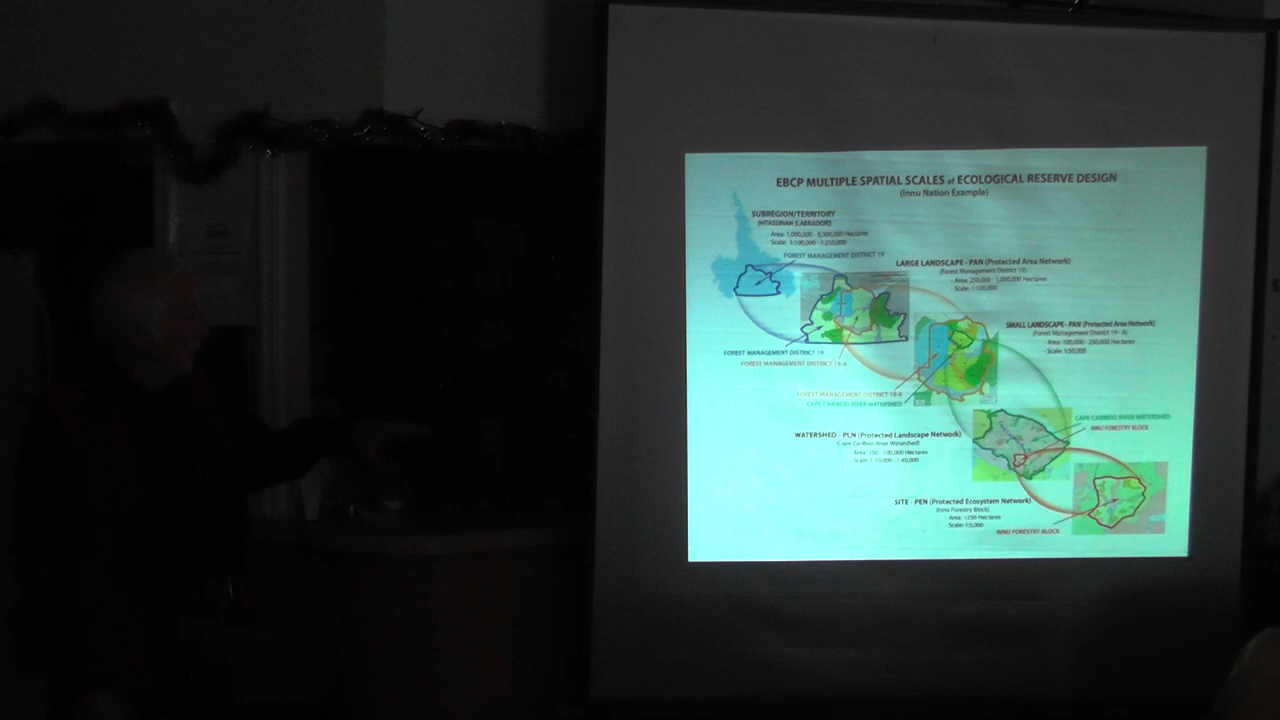 EBCP MULTIPLE SPATIAL SCALES of ECOLOGICAL RESERVE DESIGN
(Innu Nation Example)
SUBREGION/TERRITORY
(NITASSINAN (LABRADOR))
- Area: 1,000,000 - 8,000,000 Hectares
- Scale: 1:100,000 - 1:250,000
FOREST MANAGEMENT DISTRICT 19
LARGE LANDSCAPE - PAN (Protected Area Network)
(Forest Management District 19)
- Area: 250,000 - 1,000,000 Hectares
- Scale: 1:100,000
SMALL LANDSCAPE - PAN (Protected Area Network)
(Forest Management District 19- A)
- Area: 100,000 - 250,000 Hectares
- Scale: 1:50,000
FOREST MANAGEMENT DISTRICT 19
FOREST MANAGEMENT DISTRICT 19-A
FOREST MANAGEMENT DISTRICT 19-A
CAPE CARIBOO RIVER WATERSHED
CAPE CARIBOO RIVER WATERSHED
INNU FORESTRY BLOCK
WATERSHED - PLN (Protected Landscape Network)
(Cape Cariboo River Watershed)
Area: 250 - 100,000 Hectares
- Scale: 1:10,000 - 1:40,000
SITE - PEN (Protected Ecosystem Network)
(Innu Forestry Block)
- Area: <250 Hectares
- Scale: 1:5,000
INNU FORESTRY BLOCK